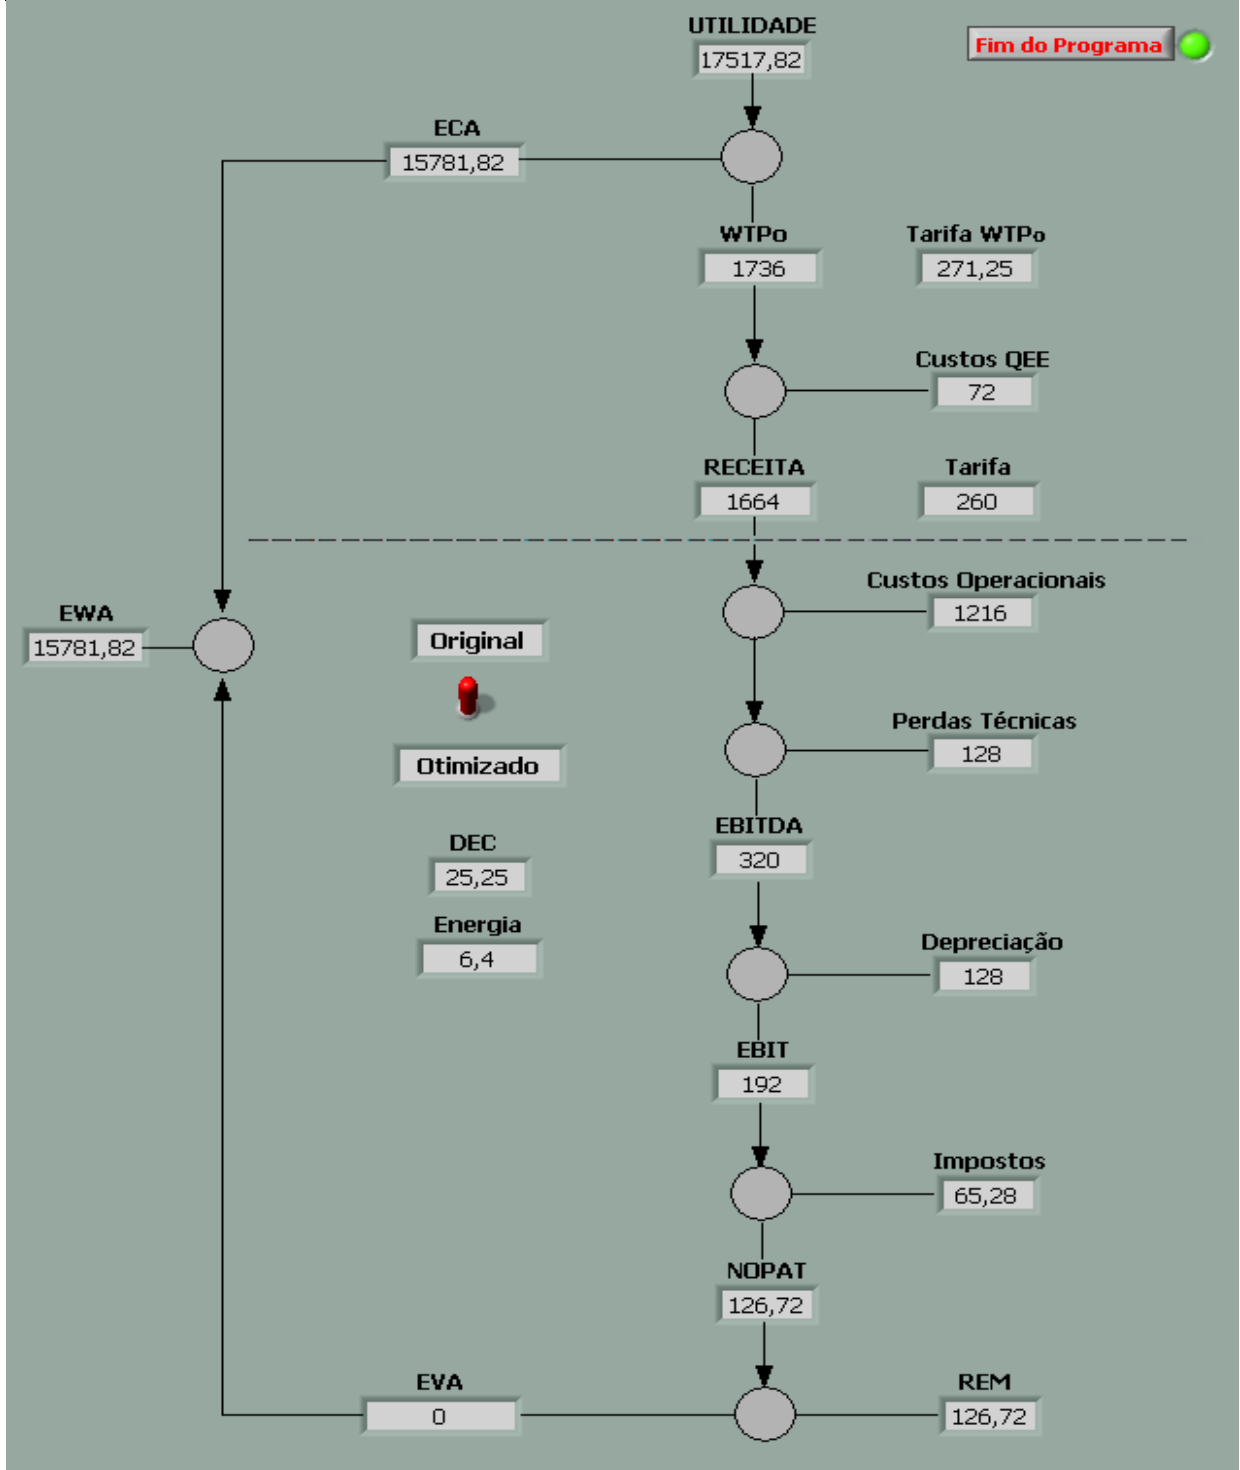 UTILIDADE
17517,82
Fim do Programa
ECA
15781,82
WTPo
1736
Tarifa WTPo
271,25
Custos QEE
72
RECEITA
1664
Tarifa
260
Custos Operacionais
1216
EWA
15781,82
Original
Otimizado
Perdas Técnicas
128
DEC
25,25
EBITDA
320
Energia
6,4
Depreciação
128
EBIT
192
Impostos
65,28
NOPAT
126,72
EVA
0
REM
126,72